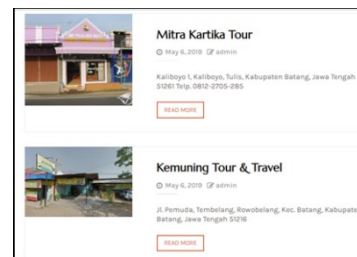 Mitra Kartika Tour
May 6, 2019 admin
Kaliboyo 1, Kaliboyo, Tulis, Kabupaten Batang, Jawa Tengah
51261 Telp. 0812-2705-285
READ MORE
Kemuning Tour & Travel
May 6, 2019 admin
Jl. Pemuda, Tembelang, Rowobelang, Kec. Batang, Kabupate
Batang, Jawa Tengah 51216
READ MORE